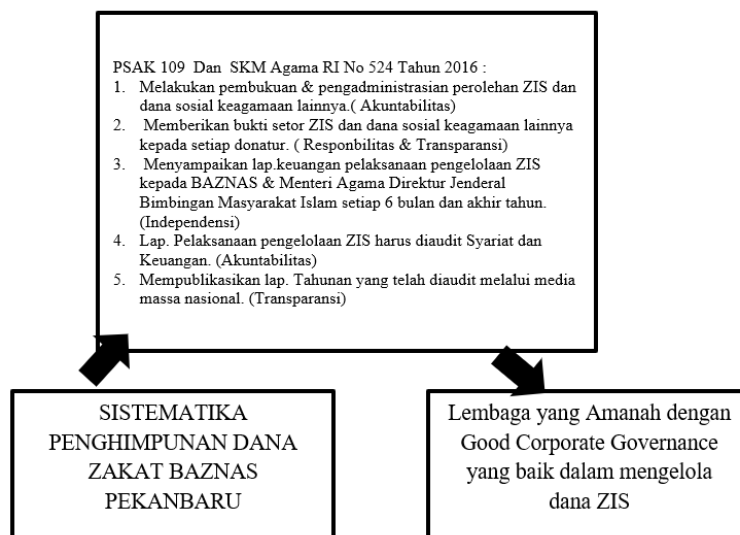 PSAK 109 Dan SKM Agama RI No 524 Tahun 2016 :
1. Melakukan pembukuan & pengadministrasian perolehan ZIS dan
dana sosial keagamaan lainnya.( Akuntabilitas)
2. Memberikan bukti setor ZIS dan dana sosial keagamaan lainnya
kepada setiap donatur. ( Responbilitas & Transparansi)
3. Menyampaikan lap.keuangan pelaksanaan pengelolaan ZIS
kepada BAZNAS & Menteri Agama Direktur Jenderal
Bimbingan Masyarakat Islam setiap 6 bulan dan akhir tahun.
(Independensi)
4. Lap. Pelaksanaan pengelolaan ZIS harus diaudit Syariat dan
Keuangan. (Akuntabilitas)
5. Mempublikasikan lap. Tahunan yang telah diaudit melalui media
massa nasional. (Transparansi)
SISTEMATIKA
PENGHIMPUNAN DANA
ZAKAT BAZNAS
PEKANBARU
Lembaga yang Amanah dengan
Good Corporate Governance
yang baik dalam mengelola
dana ZIS